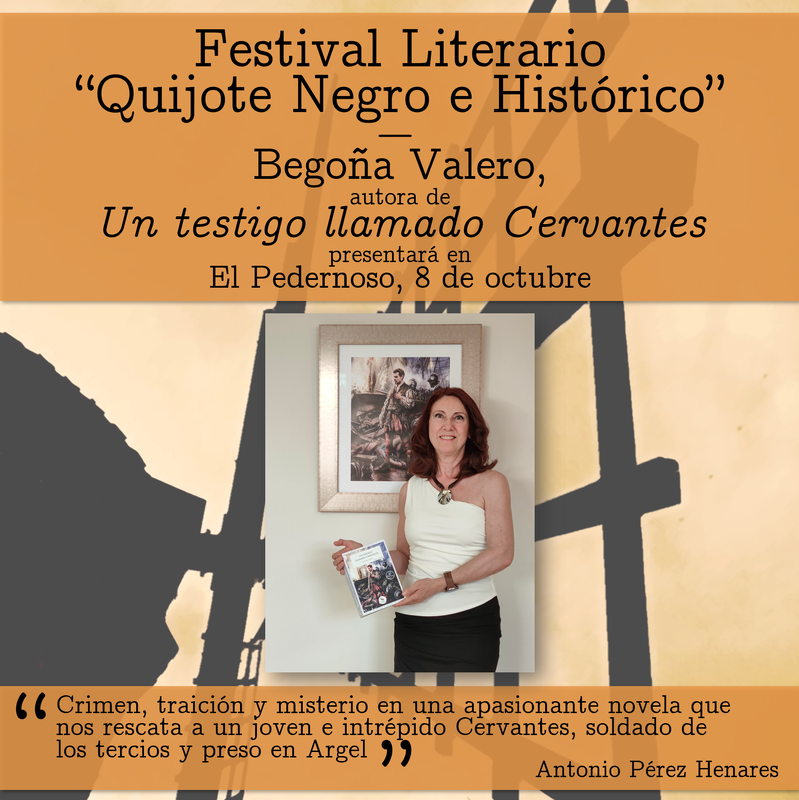 Festival Literario
“Quijote Negro e Histórico”
Begoña Valero,
autora de
Un testigo llamado Cervantes
presentará en
El Pedernoso, 8 de octubre
“Crimen, traición y misterio en una apasionante novela que
nos rescata a un joven e intrépido Cervantes, soldado de
los tercios y preso en Argel”
Antonio Pérez Henares